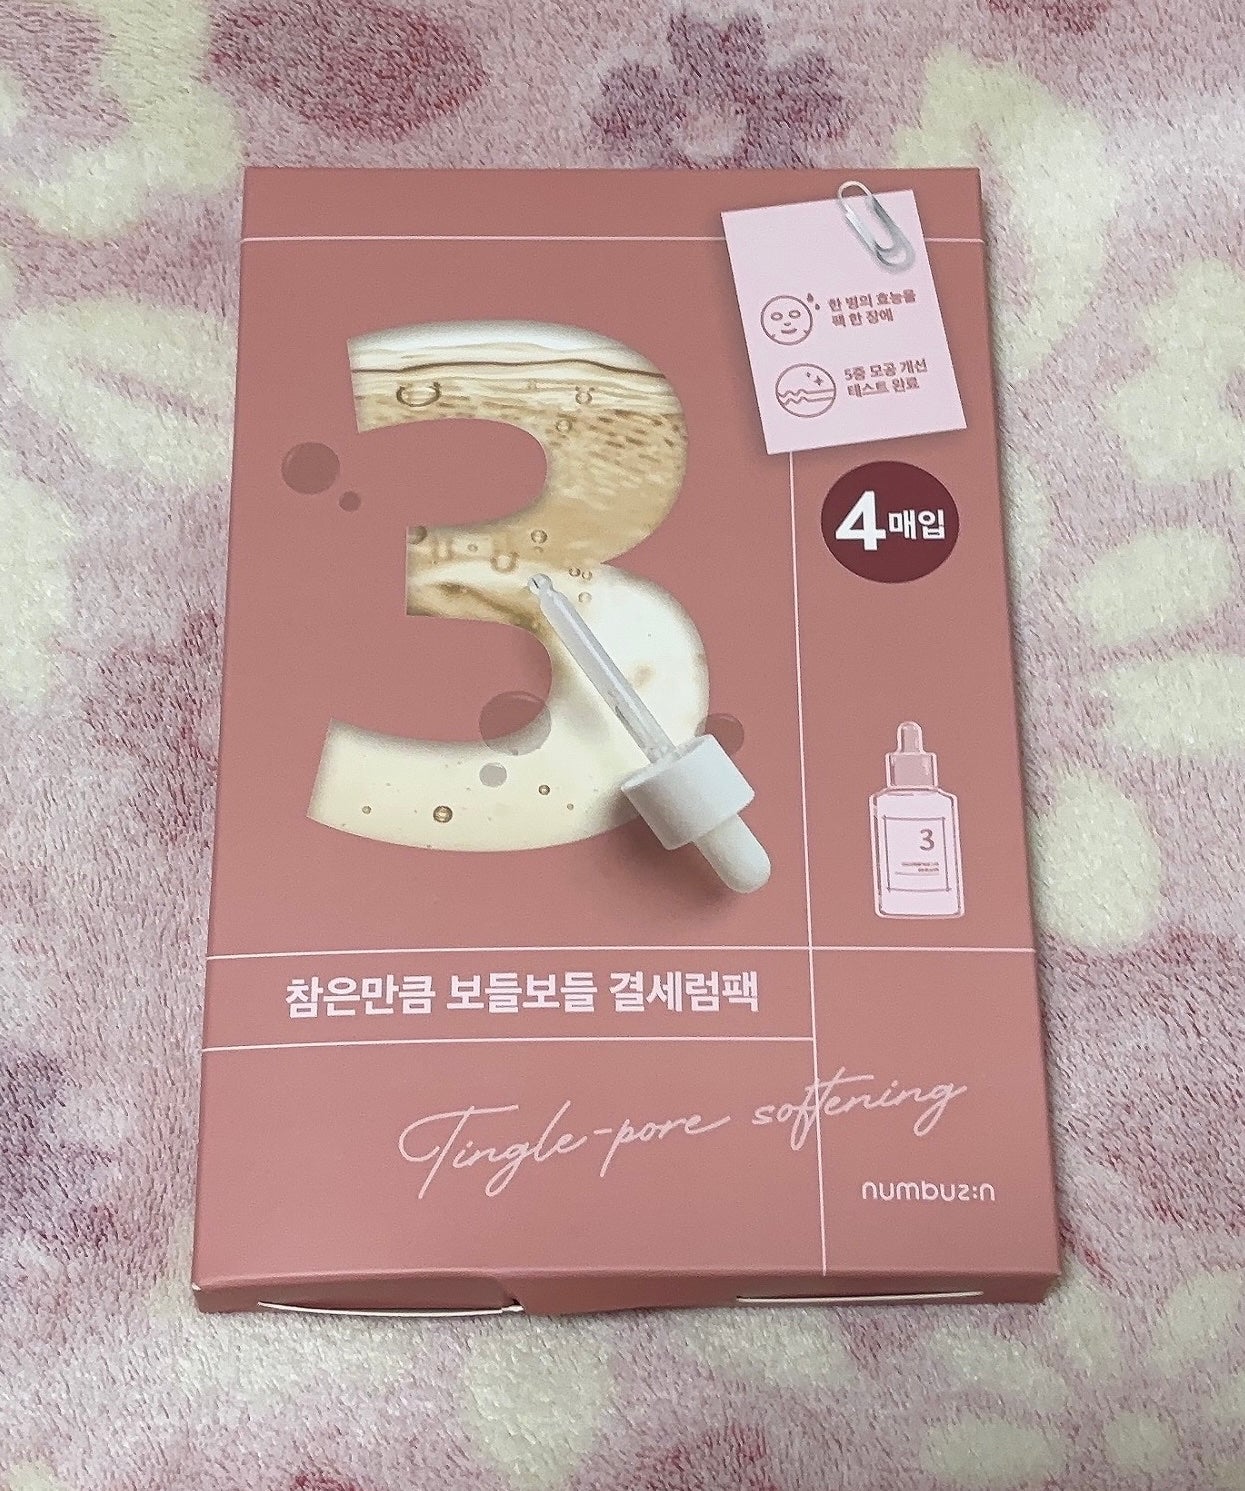 한 병의 효능을
팩 한 장에
5중 모공 개선
테스트 완료
3
4매입
3
참은만큼 보들보들 결세럼팩
Tingle-pore softening
numbuz:n